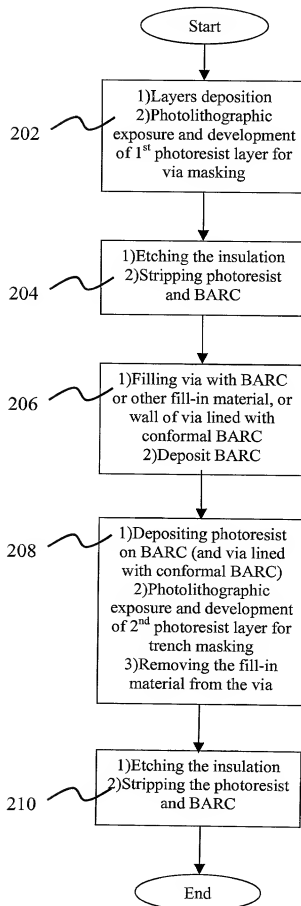 Start
202
1)Layers deposition
2)Photolithographic
exposure and development
of 1st photoresist layer for
via masking
204
1)Etching the insulation
2)Stripping photoresist
and BARC
206
1)Filling via with BARC
or other fill-in material, or
wall of via lined with
conformal BARC
2)Deposit BARC
208
1)Depositing photoresist
on BARC (and via lined
with conformal BARC)
2)Photolithographic
exposure and development
of 2nd photoresist layer for
trench masking
3)Removing the fill-in
material from the via
210
1)Etching the insulation
2)Stripping the photoresist
and BARC
End